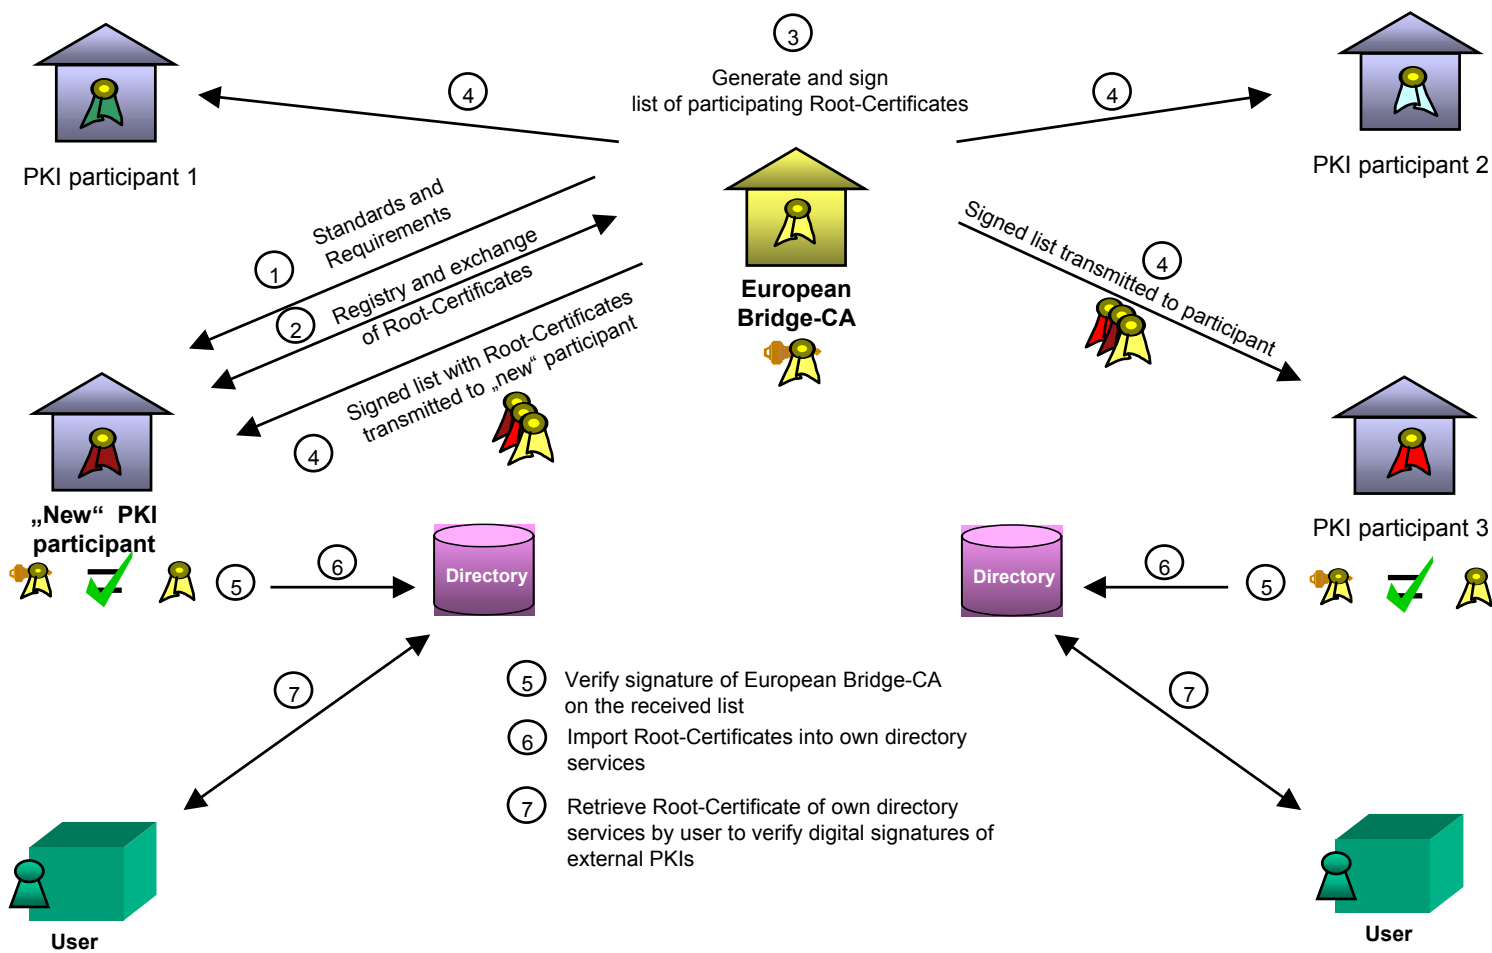 3
Generate and sign
list of participating Root-Certificates
4
4
PKI participant 1
PKI participant 2
Standards and
Requirements
1
Registry and exchange
of Root-Certificates
2
Signed list with Root-Certificates
transmitted to „new“ participant
4
European
Bridge-CA
Signed list transmitted to participant
4
„New“ PKI
participant
PKI participant 3
5
6
Directory
Directory
6
5
7
7
5 Verify signature of European Bridge-CA
on the received list
6 Import Root-Certificates into own directory
services
7 Retrieve Root-Certificate of own directory
services by user to verify digital signatures of
external PKIs
User
User